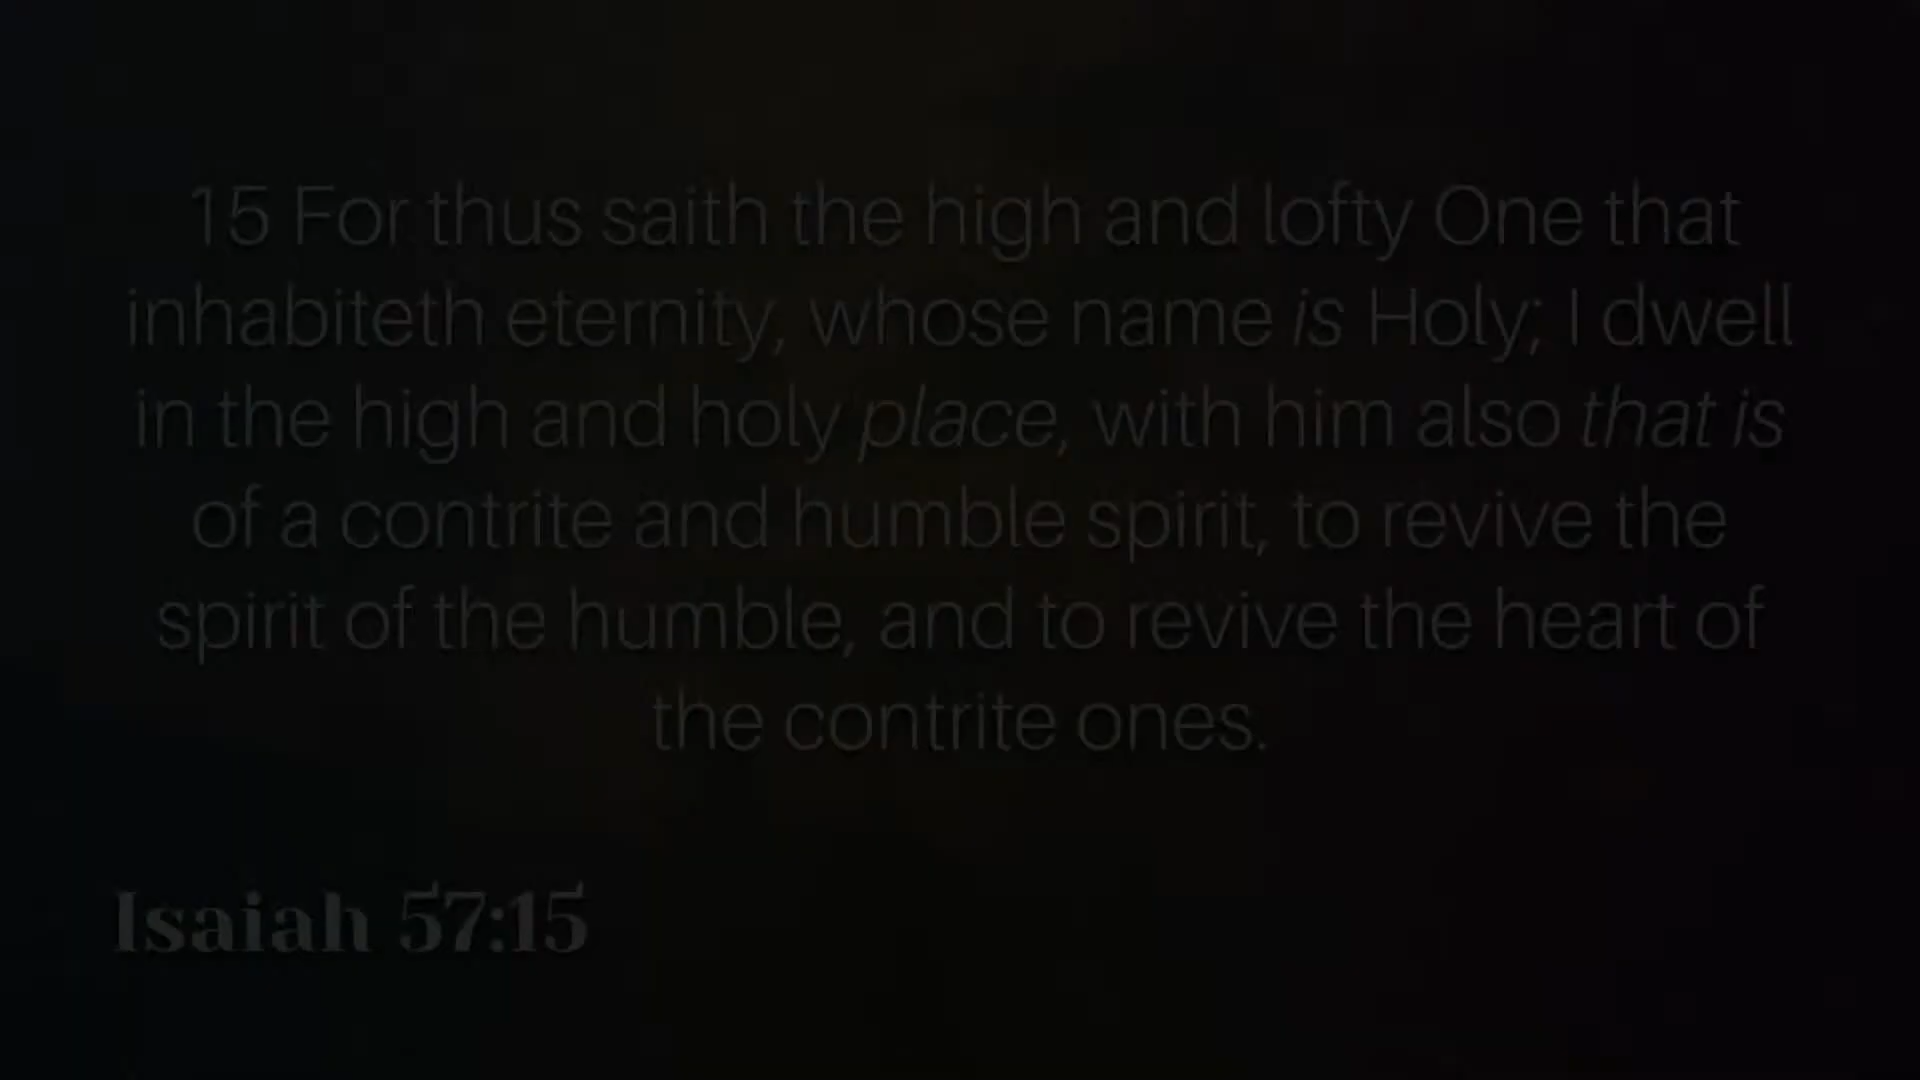 15 For thus saith the high and lofty One that
inhabiteth eternity, whose name is Holy; I dwell
in the high and holy place, with him also that is
of a contrite and humble spirit, to revive the
spirit of the humble, and to revive the heart of
the contrite ones.
Isaiah 57:15